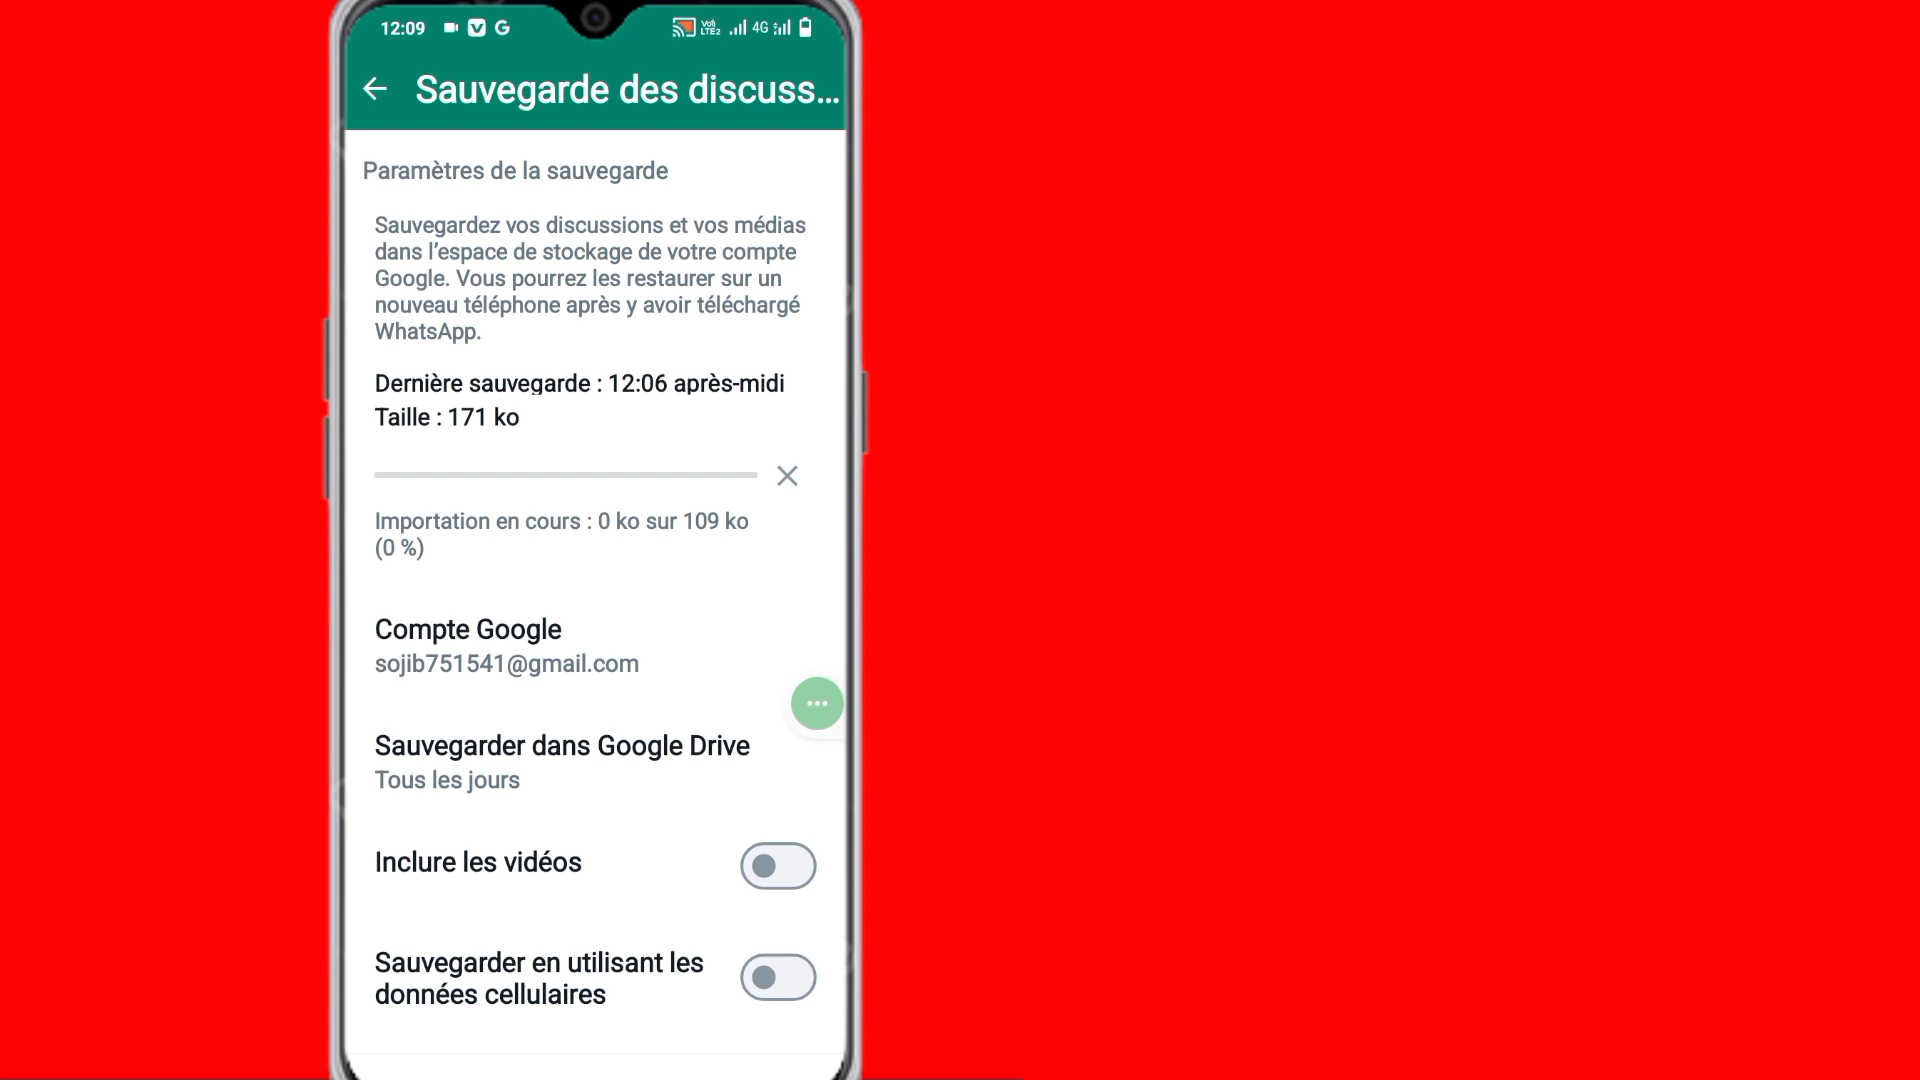 12:09
VoD LTE2 4G
Sauvegarde des discuss...
Paramètres de la sauvegarde
Sauvegardez vos discussions et vos médias
dans l’espace de stockage de votre compte
Google. Vous pourrez les restaurer sur un
nouveau téléphone après y avoir téléchargé
WhatsApp.
Dernière sauvegarde : 12:06 après-midi
Taille : 171 ko
Importation en cours : 0 ko sur 109 ko
(0 %)
Compte Google
sojib751541@gmail.com
Sauvegarder dans Google Drive
Tous les jours
Inclure les vidéos
Sauvegarder en utilisant les
données cellulaires